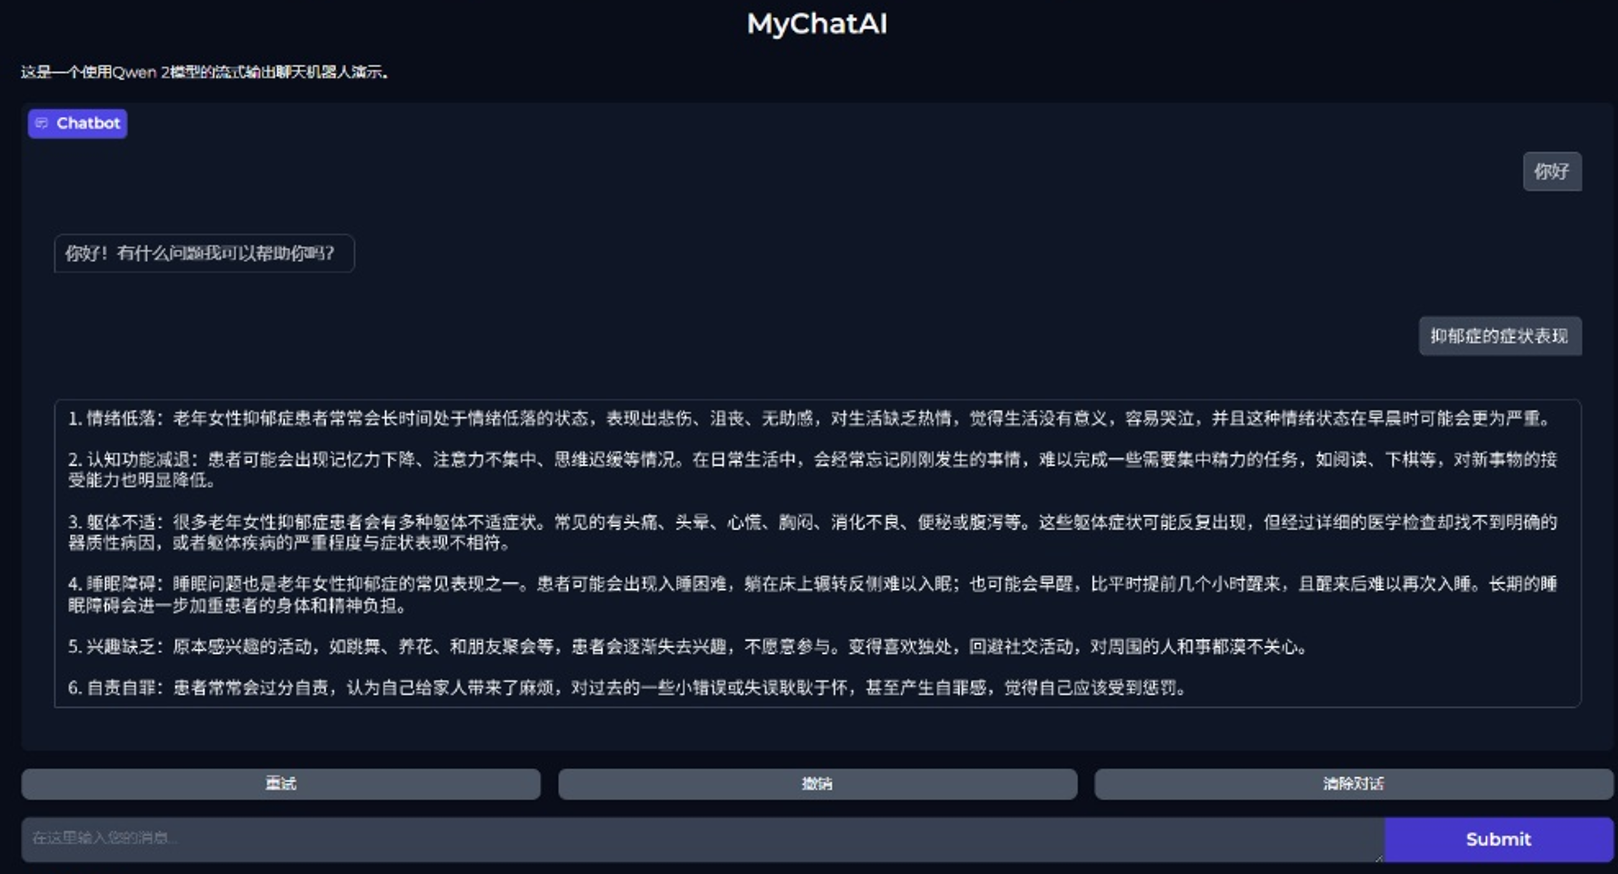 MyChatAI
这是一个使用Qwen 2模型的流式输出聊天机器人演示。
Chatbot
你好
你好！有什么问题我可以帮助你吗？
抑郁症的症状表现
1. 情绪低落：老年女性抑郁症患者常常会长时间处于情绪低落的状态，表现出悲伤、沮丧、无助感，对生活缺乏热情，觉得生活没有意义，容易哭泣，并且这种情绪状态在早晨时可能会更为严重。
2. 认知功能减退：患者可能会出现记忆力下降、注意力不集中、思维迟缓等情况。在日常生活中，会经常忘记刚刚发生的事情，难以完成一些需要集中精力的任务，如阅读、下棋等，对新事物的接
受能力也明显降低。
3. 躯体不适：很多老年女性抑郁症患者会有多种躯体不适症状。常见的有头痛、头晕、心慌、胸闷、消化不良、便秘或腹泻等。这些躯体症状可能反复出现，但经过详细的医学检查却找不到明确的
器质性病因，或者躯体疾病的严重程度与症状表现不相符。
4. 睡眠障碍：睡眠问题也是老年女性抑郁症的常见表现之一。患者可能会出现入睡困难，躺在床上辗转反侧难以入眠；也可能会早醒，比平时提前几个小时醒来，且醒来后难以再次入睡。长期的睡
眠障碍会进一步加重患者的身体和精神负担。
5. 兴趣缺乏：原本感兴趣的活动，如跳舞、养花、和朋友聚会等，患者会逐渐失去兴趣，不愿意参与。变得喜欢独处，回避社交活动，对周围的人和事都漠不关心。
6. 自责自罪：患者常常会过分自责，认为自己给家人带来了麻烦，对过去的一些小错误或失误耿耿于怀，甚至产生自罪感，觉得自己应该受到惩罚。
重试
撤销
清除对话
在这里输入您的消息...
Submit